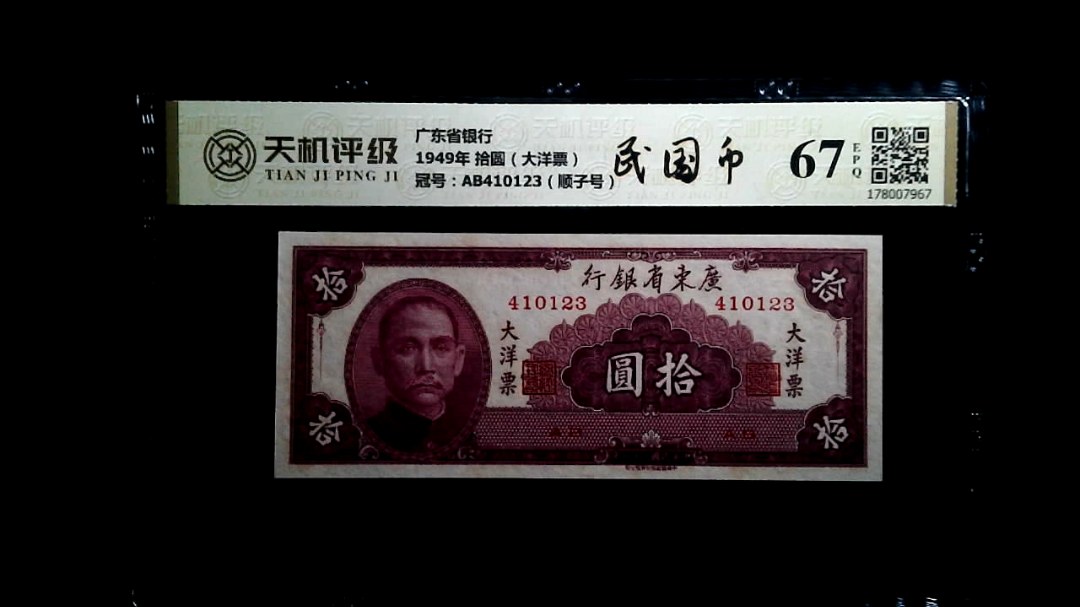 天机评级
TIAN JI PING JI
广东省银行
1949年 拾圆（大洋票）
冠号：AB410123（顺子号）
民国币
67
EPQ
178007967
拾
行銀省東廣
拾
410123
410123
大洋票
大洋票
圓拾
拾
拾